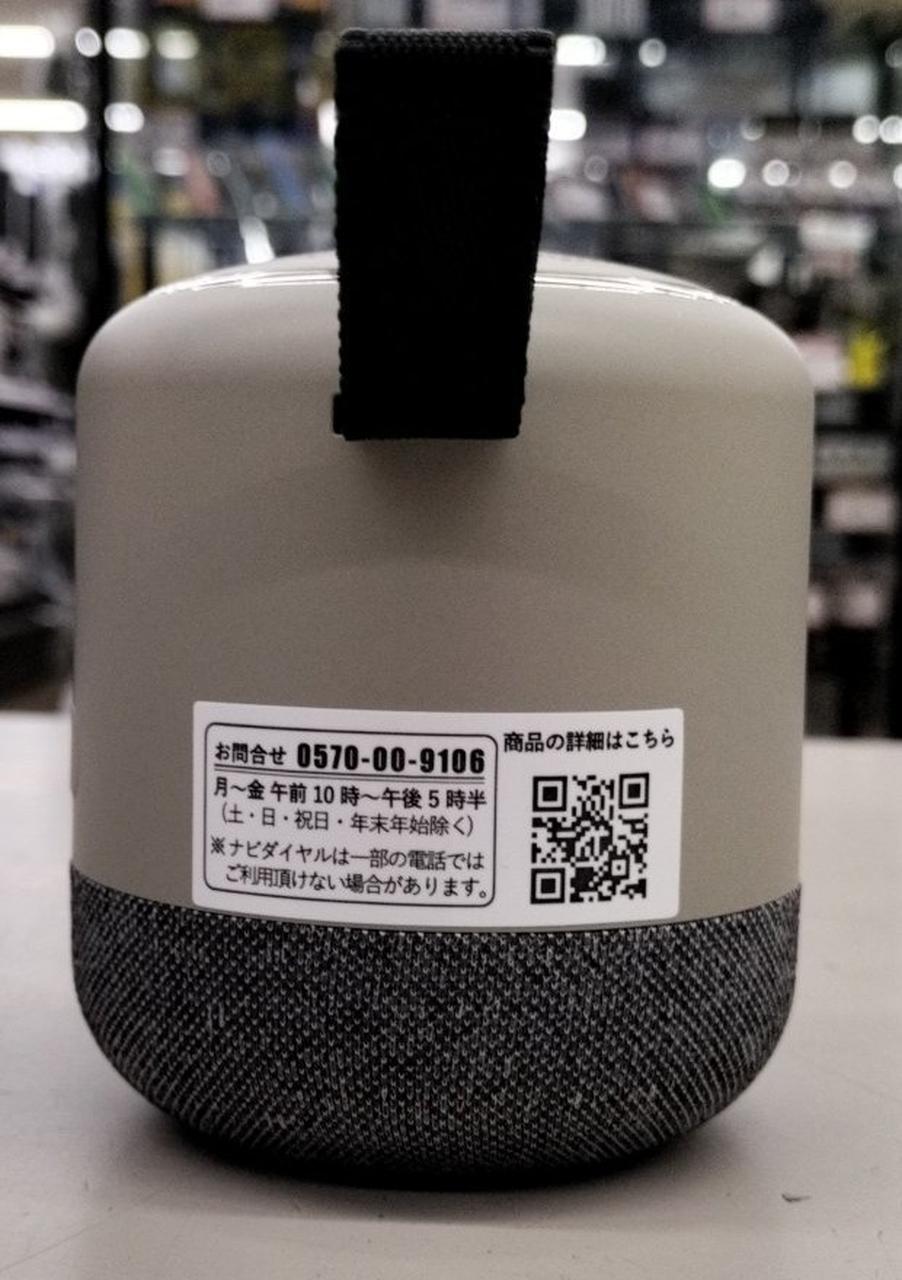 お問合せ 0570-00-9106
月〜金 午前 10 時〜午後 5 時半
（土・日・祝日・年末年始除く）
※ナビダイヤルは一部の電話では
ご利用頂けない場合があります。
商品の詳細はこちら